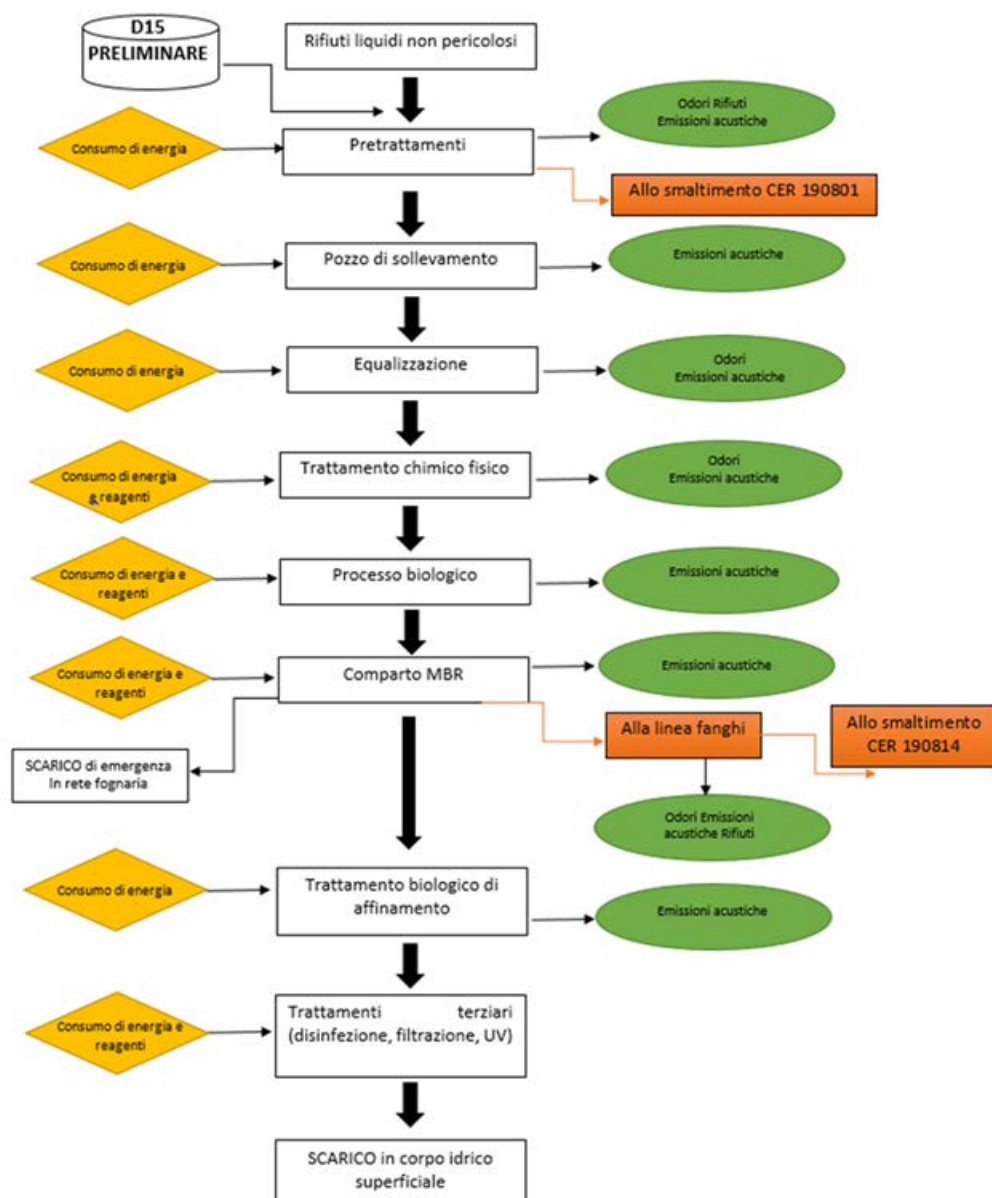 D15
PRELIMINARE
Rifiuti liquidi non pericolosi
Odori Rifiuti
Emissioni acustiche
Consumo di energia
Pretrattamenti
Allo smaltimento CER 190801
Consumo di energia
Pozzo di sollevamento
Emissioni acustiche
Consumo di energia
Equalizzazione
Odori
Emissioni acustiche
Consumo di energia
& reagenti
Trattamento chimico fisico
Odori
Emissioni acustiche
Consumo di energia e
reagenti
Processo biologico
Emissioni acustiche
Consumo di energia e
reagenti
Comparto MBR
Emissioni acustiche
Alla linea fanghi
Allo smaltimento
CER 190814
SCARICO di emergenza
In rete fognaria
Odori Emissioni
acustiche Rifiuti
Consumo di energia
Trattamento biologico di
affinamento
Emissioni acustiche
Consumo di energia e
reagenti
Trattamenti terziari
(disinfezione, filtrazione, UV)
SCARICO in corpo idrico
superficiale